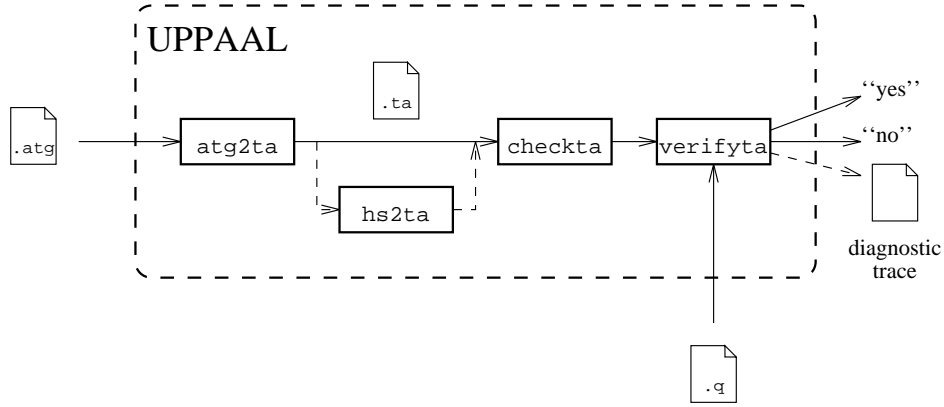 UPPAAL
.atg
.ta
atg2ta
hs2ta
checkta
verifyta
‘‘yes’’
‘‘no’’
diagnostic
trace
.q